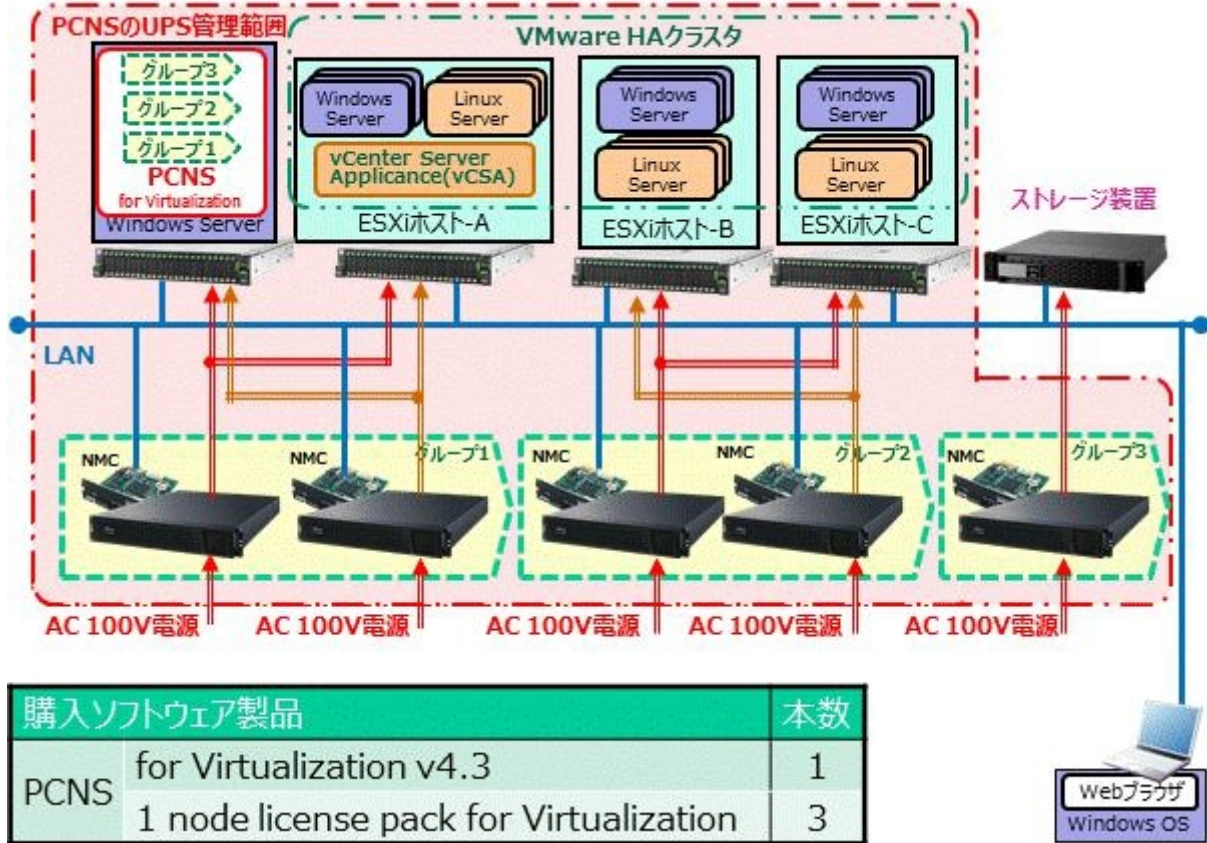 PCNSのUPS管理範囲
VMware HAクラスタ
グループ3
グループ2
グループ1
PCNS
for Virtualization
Windows Server
Windows
Server
Linux
Server
vCenter Server
Applicance(vCSA)
ESXiホスト-A
Windows
Server
Linux
Server
ESXiホスト-B
Windows
Server
Linux
Server
ESXiホスト-C
ストレージ装置
LAN
NMC
NMC
グループ1
NMC
NMC
グループ2
NMC
グループ3
AC 100V電源
AC 100V電源
AC 100V電源
AC 100V電源
AC 100V電源
購入ソフトウェア製品 本数
PCNS
for Virtualization v4.3 1
1 node license pack for Virtualization 3
Webブラウザ
Windows OS